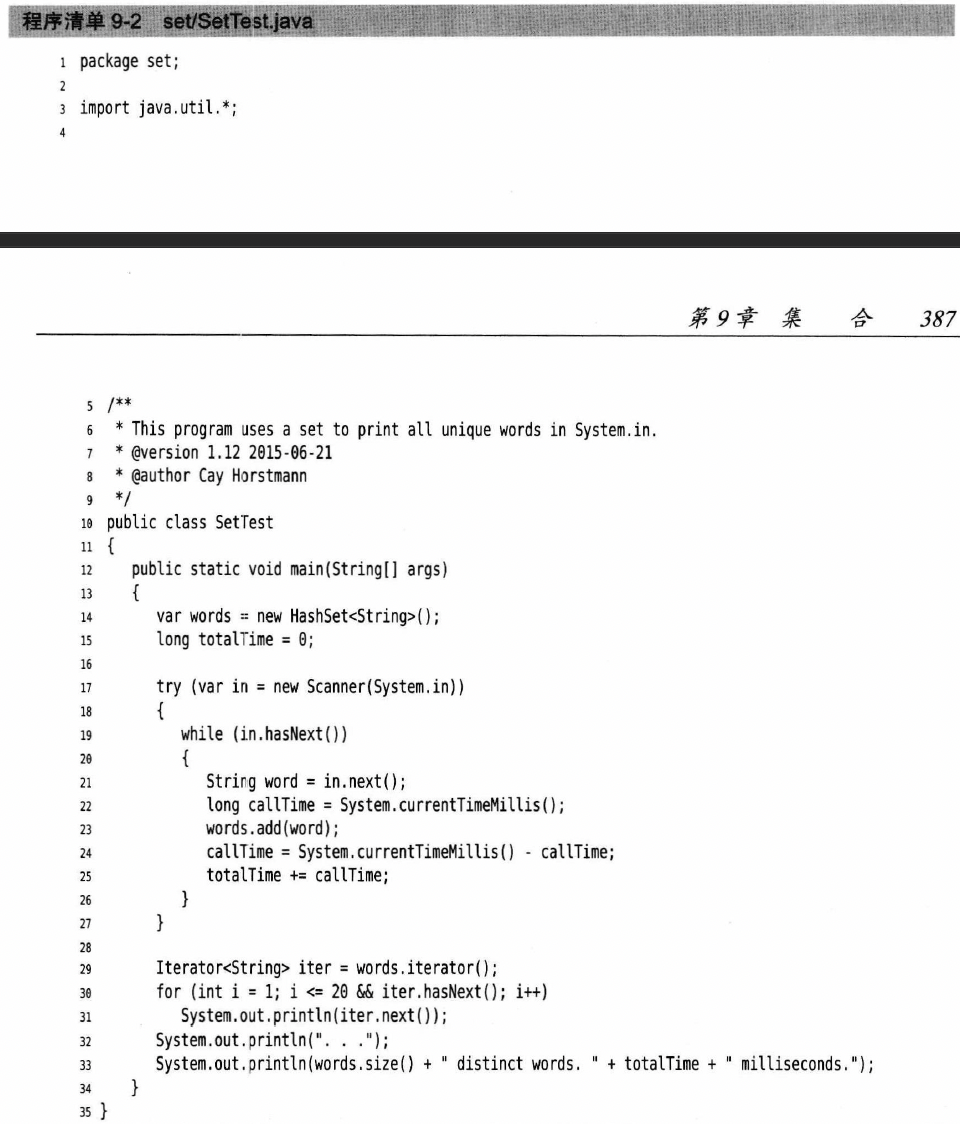 程序清单 9-2 set/SetTest.java
1 package set;
2
3 import java.util.*;
4
第9章 集 合 387
5 /**
6 * This program uses a set to print all unique words in System.in.
7 * @version 1.12 2015-06-21
8 * @author Cay Horstmann
9 */
10 public class SetTest
11 {
12 public static void main(String[] args)
13 {
14 var words = new HashSet<String>();
15 long totalTime = 0;
16
17 try (var in = new Scanner(System.in))
18 {
19 while (in.hasNext())
20 {
21 String word = in.next();
22 long callTime = System.currentTimeMillis();
23 words.add(word);
24 callTime = System.currentTimeMillis() - callTime;
25 totalTime += callTime;
26 }
27 }
28
29 Iterator<String> iter = words.iterator();
30 for (int i = 1; i <= 20 && iter.hasNext(); i++)
31 System.out.println(iter.next());
32 System.out.println(". . .");
33 System.out.println(words.size() + " distinct words. " + totalTime + " milliseconds.");
34 }
35 }